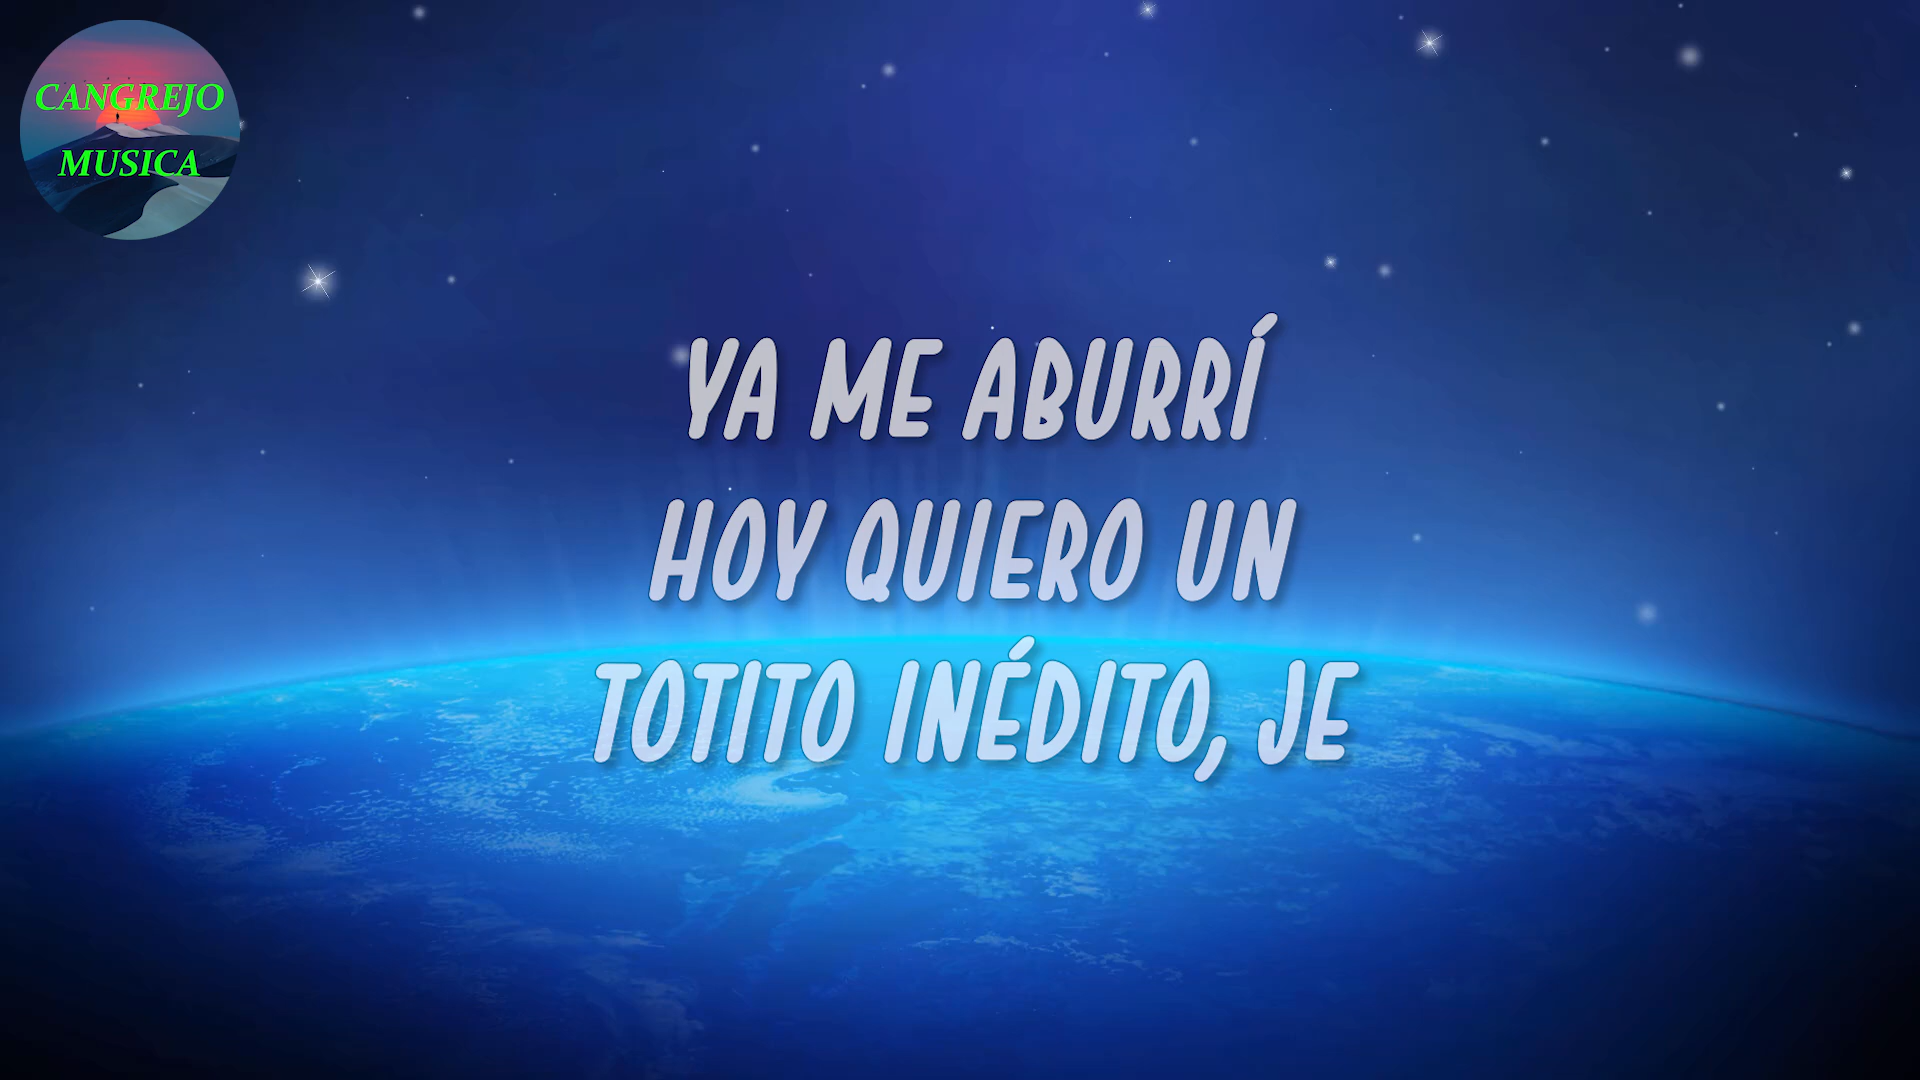 CANGREJO
MUSICA
YA ME ABURRÍ
HOY QUIERO UN
TOTITO INÉDITO, JE